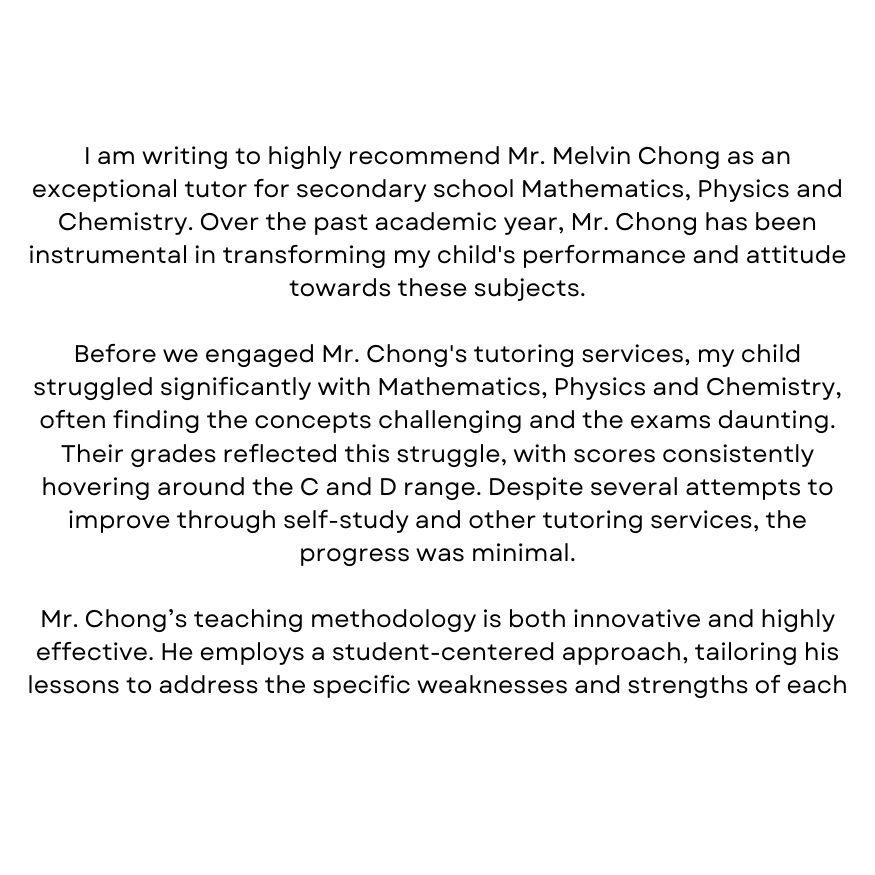 I am writing to highly recommend Mr. Melvin Chong as an
exceptional tutor for secondary school Mathematics, Physics and
Chemistry. Over the past academic year, Mr. Chong has been
instrumental in transforming my child's performance and attitude
towards these subjects.
Before we engaged Mr. Chong's tutoring services, my child
struggled significantly with Mathematics, Physics and Chemistry,
often finding the concepts challenging and the exams daunting.
Their grades reflected this struggle, with scores consistently
hovering around the C and D range. Despite several attempts to
improve through self-study and other tutoring services, the
progress was minimal.
Mr. Chong’s teaching methodology is both innovative and highly
effective. He employs a student-centered approach, tailoring his
lessons to address the specific weaknesses and strengths of each